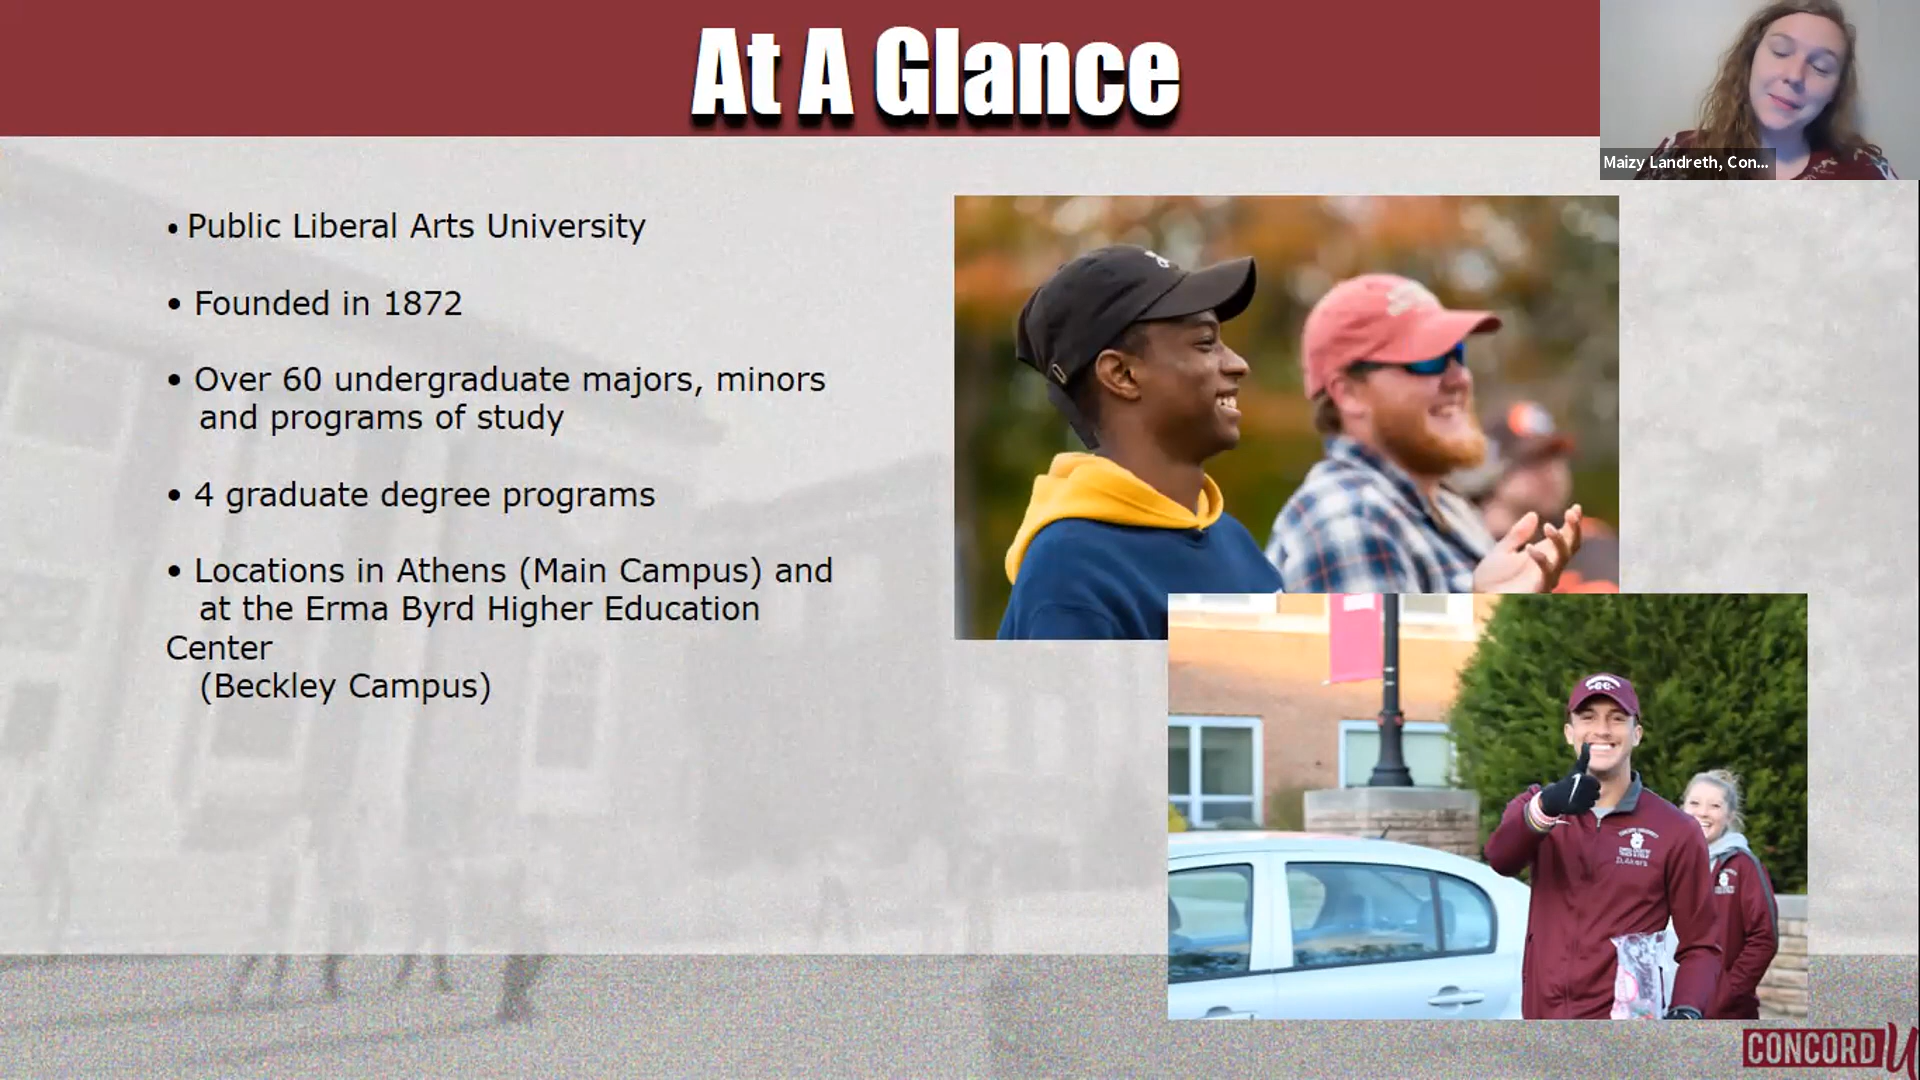 At A Glance
Maizy Landreth, Con...
• Public Liberal Arts University
• Founded in 1872
• Over 60 undergraduate majors, minors
and programs of study
• 4 graduate degree programs
• Locations in Athens (Main Campus) and
at the Erma Byrd Higher Education
Center
(Beckley Campus)
CONCORD U